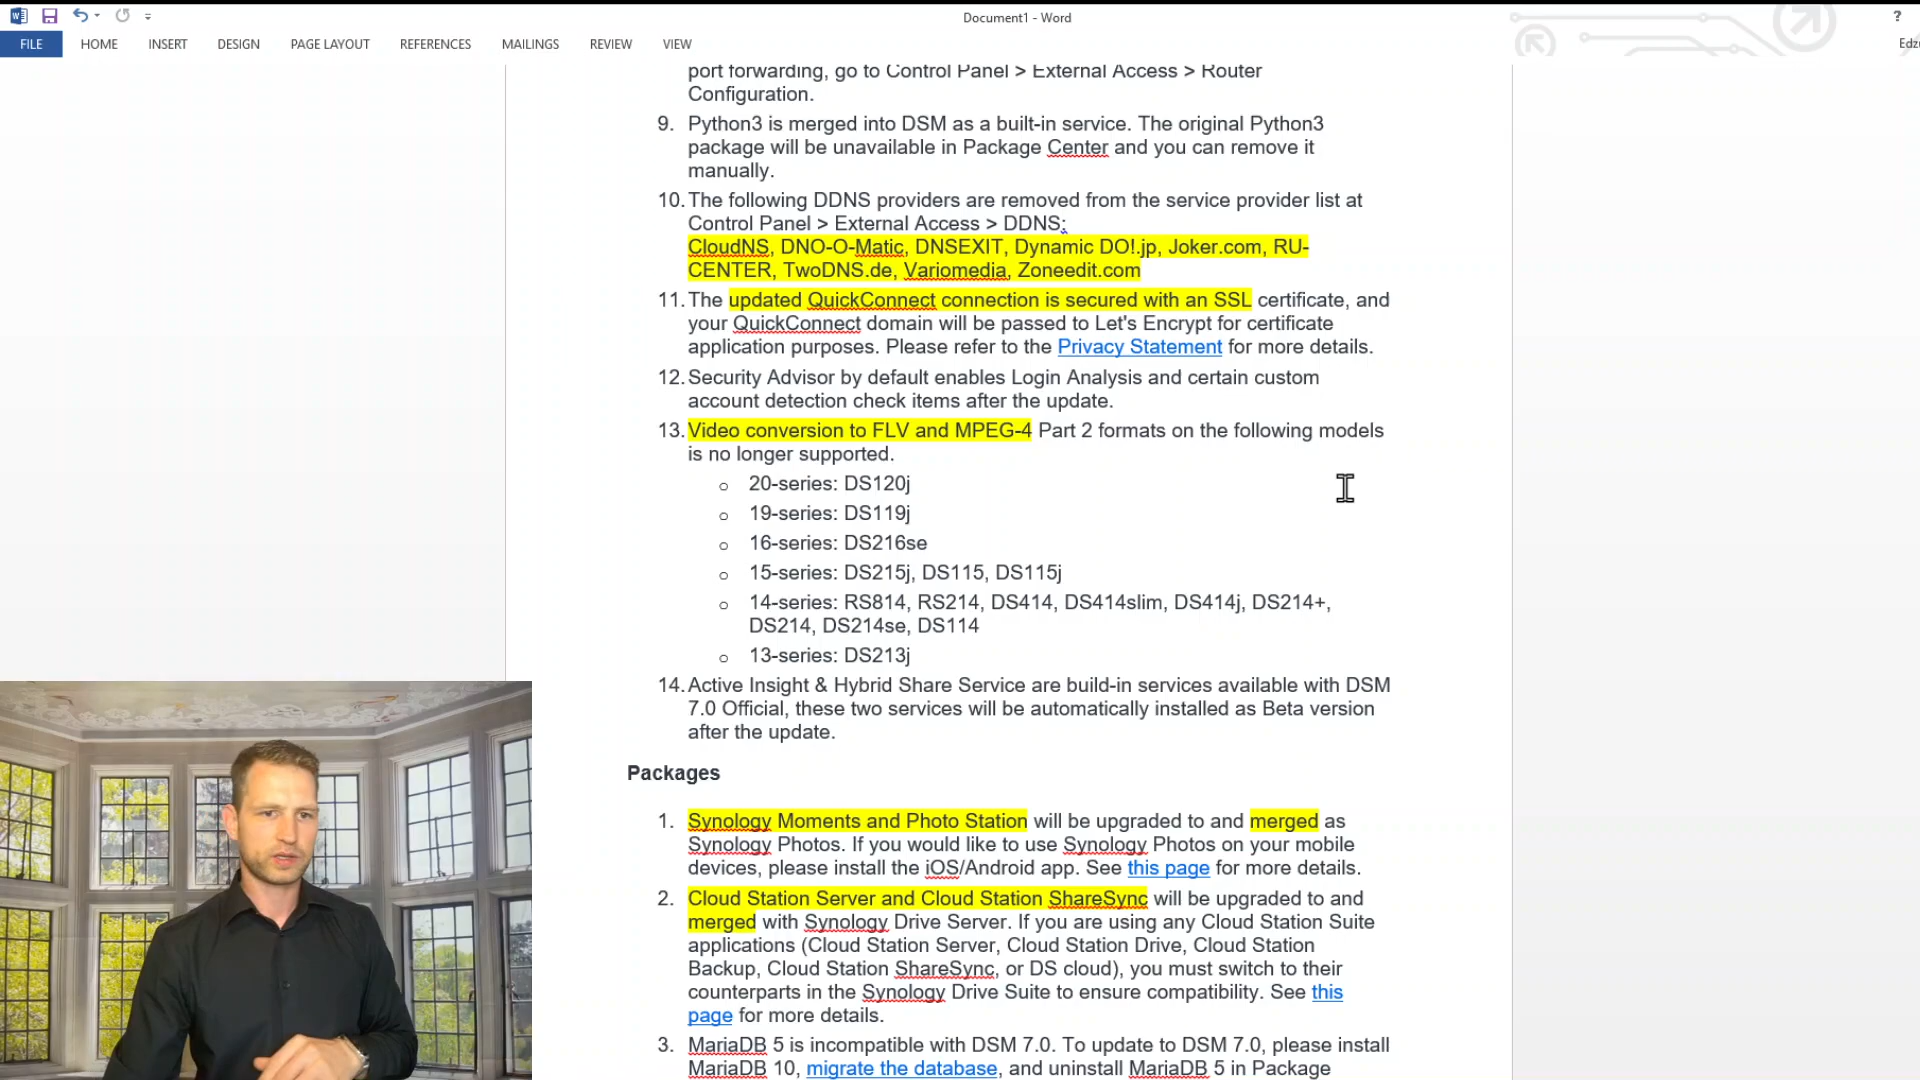 Document1 - Word
?
FILE HOME INSERT DESIGN PAGE LAYOUT REFERENCES MAILINGS REVIEW VIEW
port forwarding, go to Control Panel > External Access > Router
Configuration.
9. Python3 is merged into DSM as a built-in service. The original Python3
package will be unavailable in Package Center and you can remove it
manually.
10. The following DDNS providers are removed from the service provider list at
Control Panel > External Access > DDNS:
CloudNS, DNO-O-Matic, DNSEXIT, Dynamic DO!.jp, Joker.com, RU-
CENTER, TwoDNS.de, Variomedia, Zoneedit.com
11. The updated QuickConnect connection is secured with an SSL certificate, and
your QuickConnect domain will be passed to Let's Encrypt for certificate
application purposes. Please refer to the Privacy Statement for more details.
12. Security Advisor by default enables Login Analysis and certain custom
account detection check items after the update.
13. Video conversion to FLV and MPEG-4 Part 2 formats on the following models
is no longer supported.
o 20-series: DS120j
o 19-series: DS119j
o 16-series: DS216se
o 15-series: DS215j, DS115, DS115j
o 14-series: RS814, RS214, DS414, DS414slim, DS414j, DS214+,
DS214, DS214se, DS114
o 13-series: DS213j
14. Active Insight & Hybrid Share Service are build-in services available with DSM
7.0 Official, these two services will be automatically installed as Beta version
after the update.
Packages
1. Synology Moments and Photo Station will be upgraded to and merged as
Synology Photos. If you would like to use Synology Photos on your mobile
devices, please install the iOS/Android app. See this page for more details.
2. Cloud Station Server and Cloud Station ShareSync will be upgraded to and
merged with Synology Drive Server. If you are using any Cloud Station Suite
applications (Cloud Station Server, Cloud Station Drive, Cloud Station
Backup, Cloud Station ShareSync, or DS cloud), you must switch to their
counterparts in the Synology Drive Suite to ensure compatibility. See this
page for more details.
3. MariaDB 5 is incompatible with DSM 7.0. To update to DSM 7.0, please install
MariaDB 10, migrate the database, and uninstall MariaDB 5 in Package